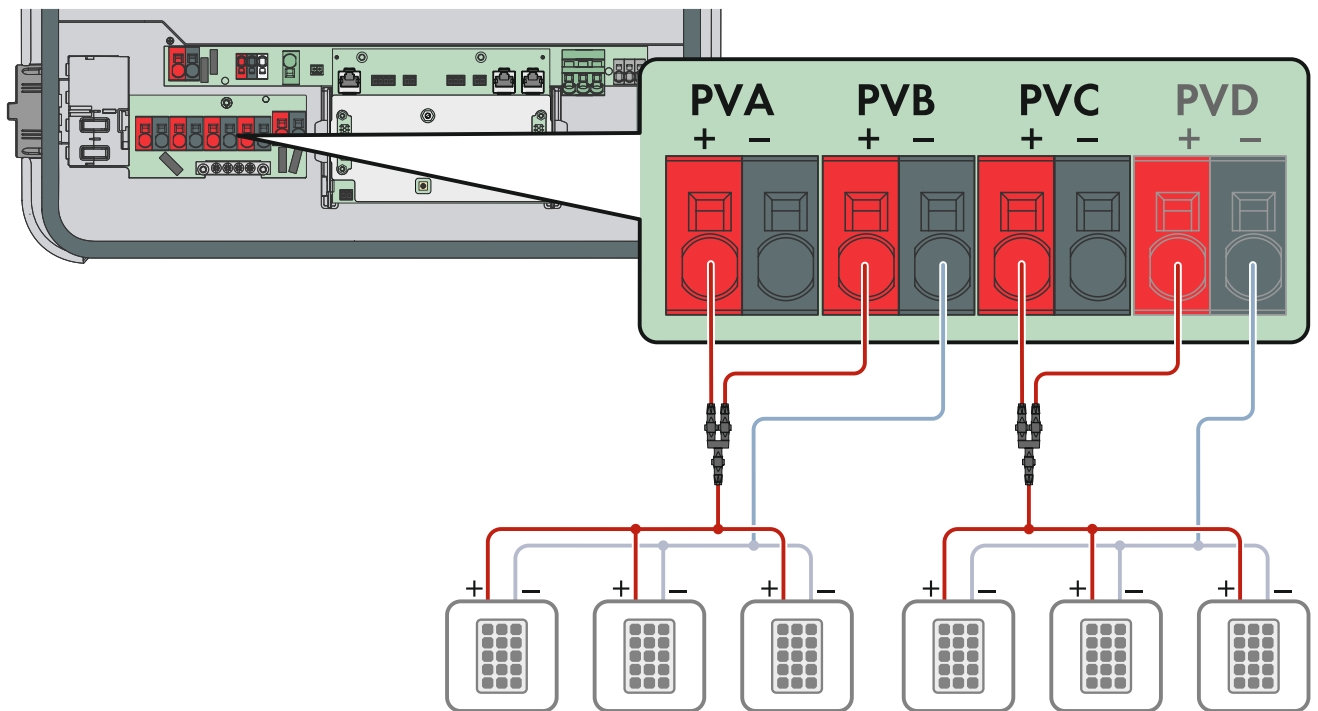 PVA PVB PVC PVD
+ − + − + − + −
+ − + − + − + − + − + −